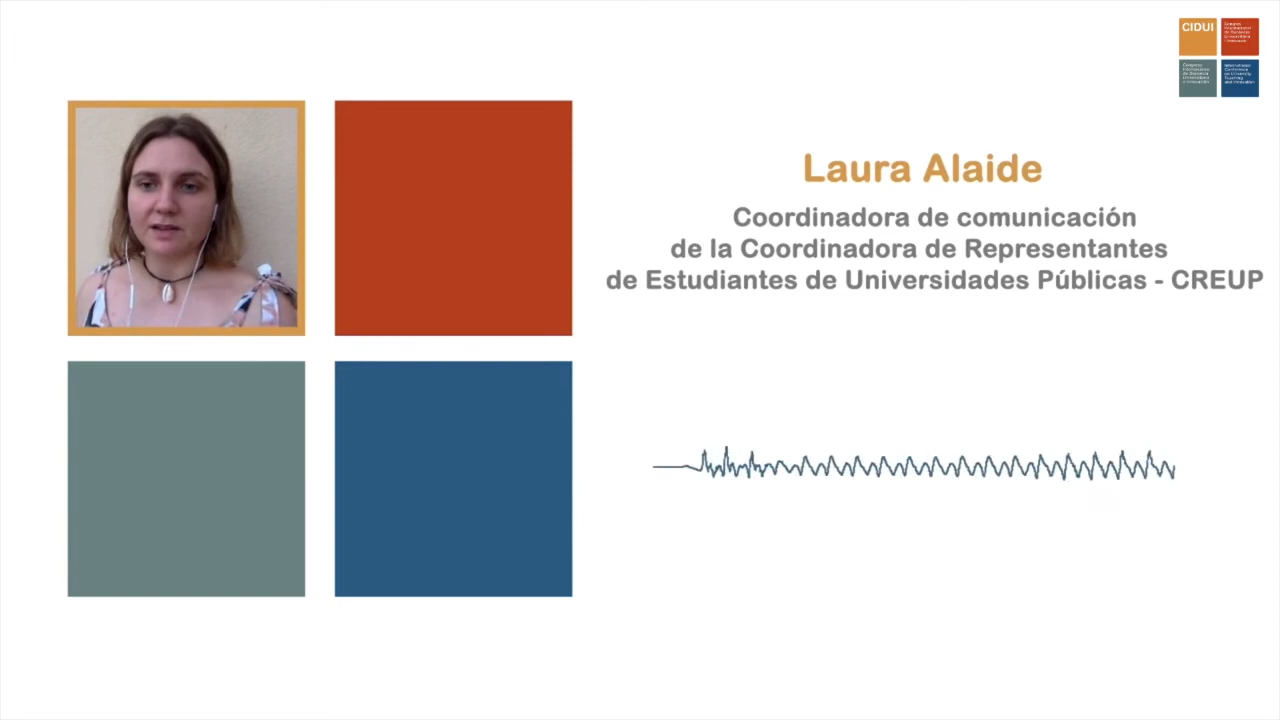 CIDUI
Laura Alaide
Coordinadora de comunicación
de la Coordinadora de Representantes
de Estudiantes de Universidades Públicas - CREUP